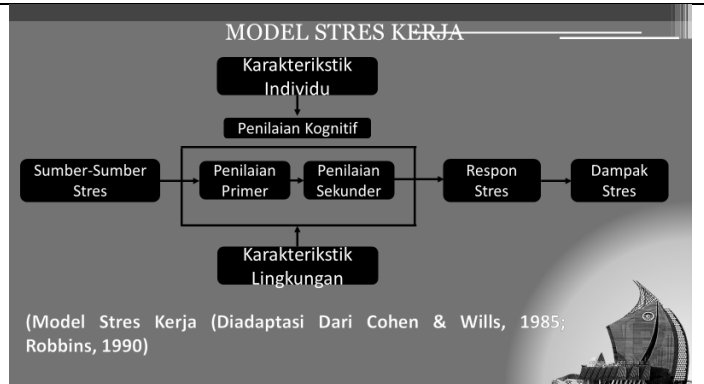 MODEL STRES KERJA
Karakterikstik
Individu
Penilaian Kognitif
Sumber-Sumber
Stres
Penilaian
Primer
Penilaian
Sekunder
Respon
Stres
Dampak
Stres
Karakterikstik
Lingkungan
(Model Stres Kerja (Diadaptasi Dari Cohen & Wills, 1985;
Robbins, 1990)